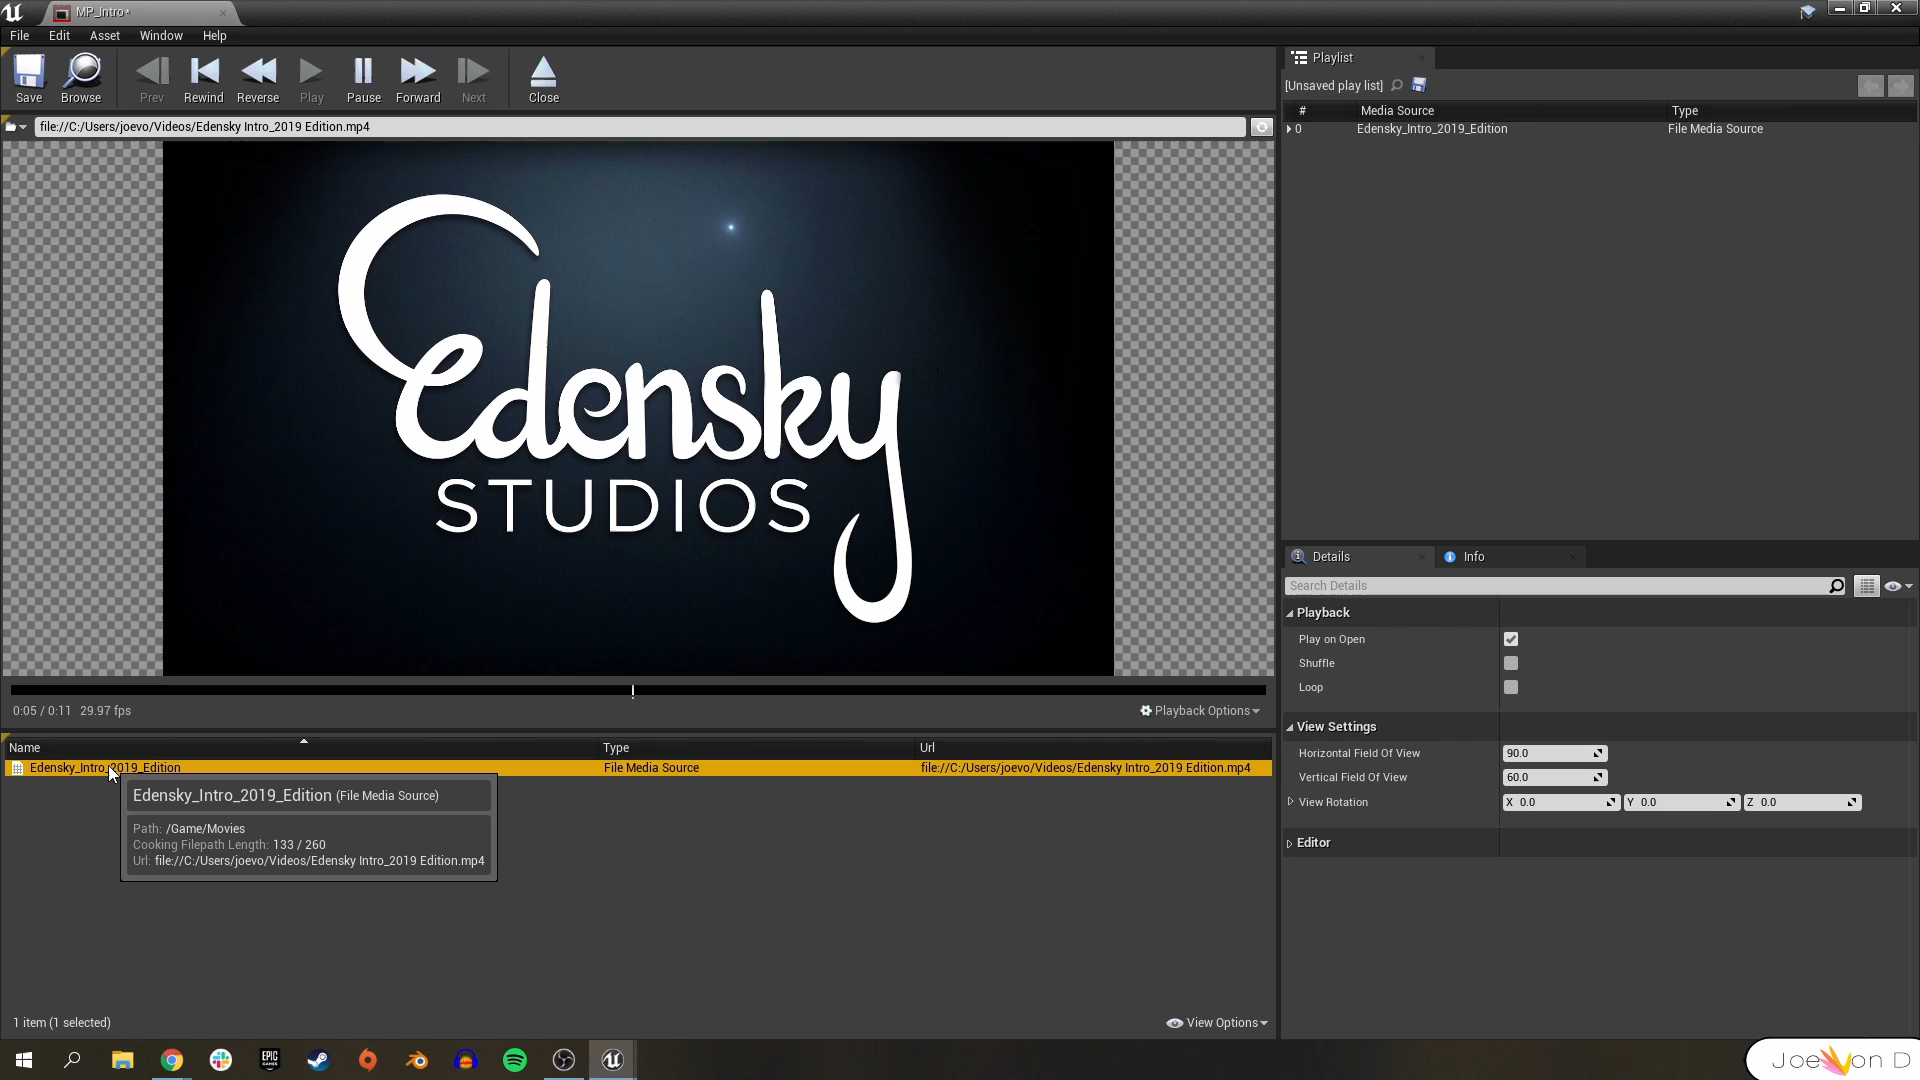 MP_Intro*
File Edit Asset Window Help
Save Browse Prev Rewind Reverse Play Pause Forward Next Close
file://C:/Users/joevo/Videos/Edensky Intro_2019 Edition.mp4
Edensky
STUDIOS
0:05 / 0:11 29.97 fps
Playback Options
Name Type Url
Edensky_Intro_2019_Edition File Media Source file://C:/Users/joevo/Videos/Edensky Intro_2019 Edition.mp4
Edensky_Intro_2019_Edition (File Media Source)
Path: /Game/Movies
Cooking Filepath Length: 133 / 260
Url: file://C:/Users/joevo/Videos/Edensky Intro_2019 Edition.mp4
1 item (1 selected)
View Options
Playlist
[Unsaved play list]
# Media Source Type
0 Edensky_Intro_2019_Edition File Media Source
Details Info
Search Details
Playback
Play on Open
Shuffle
Loop
View Settings
Horizontal Field Of View 90.0
Vertical Field Of View 60.0
View Rotation X 0.0 Y 0.0 Z 0.0
Editor
EPIC GAMES
Joe Von D